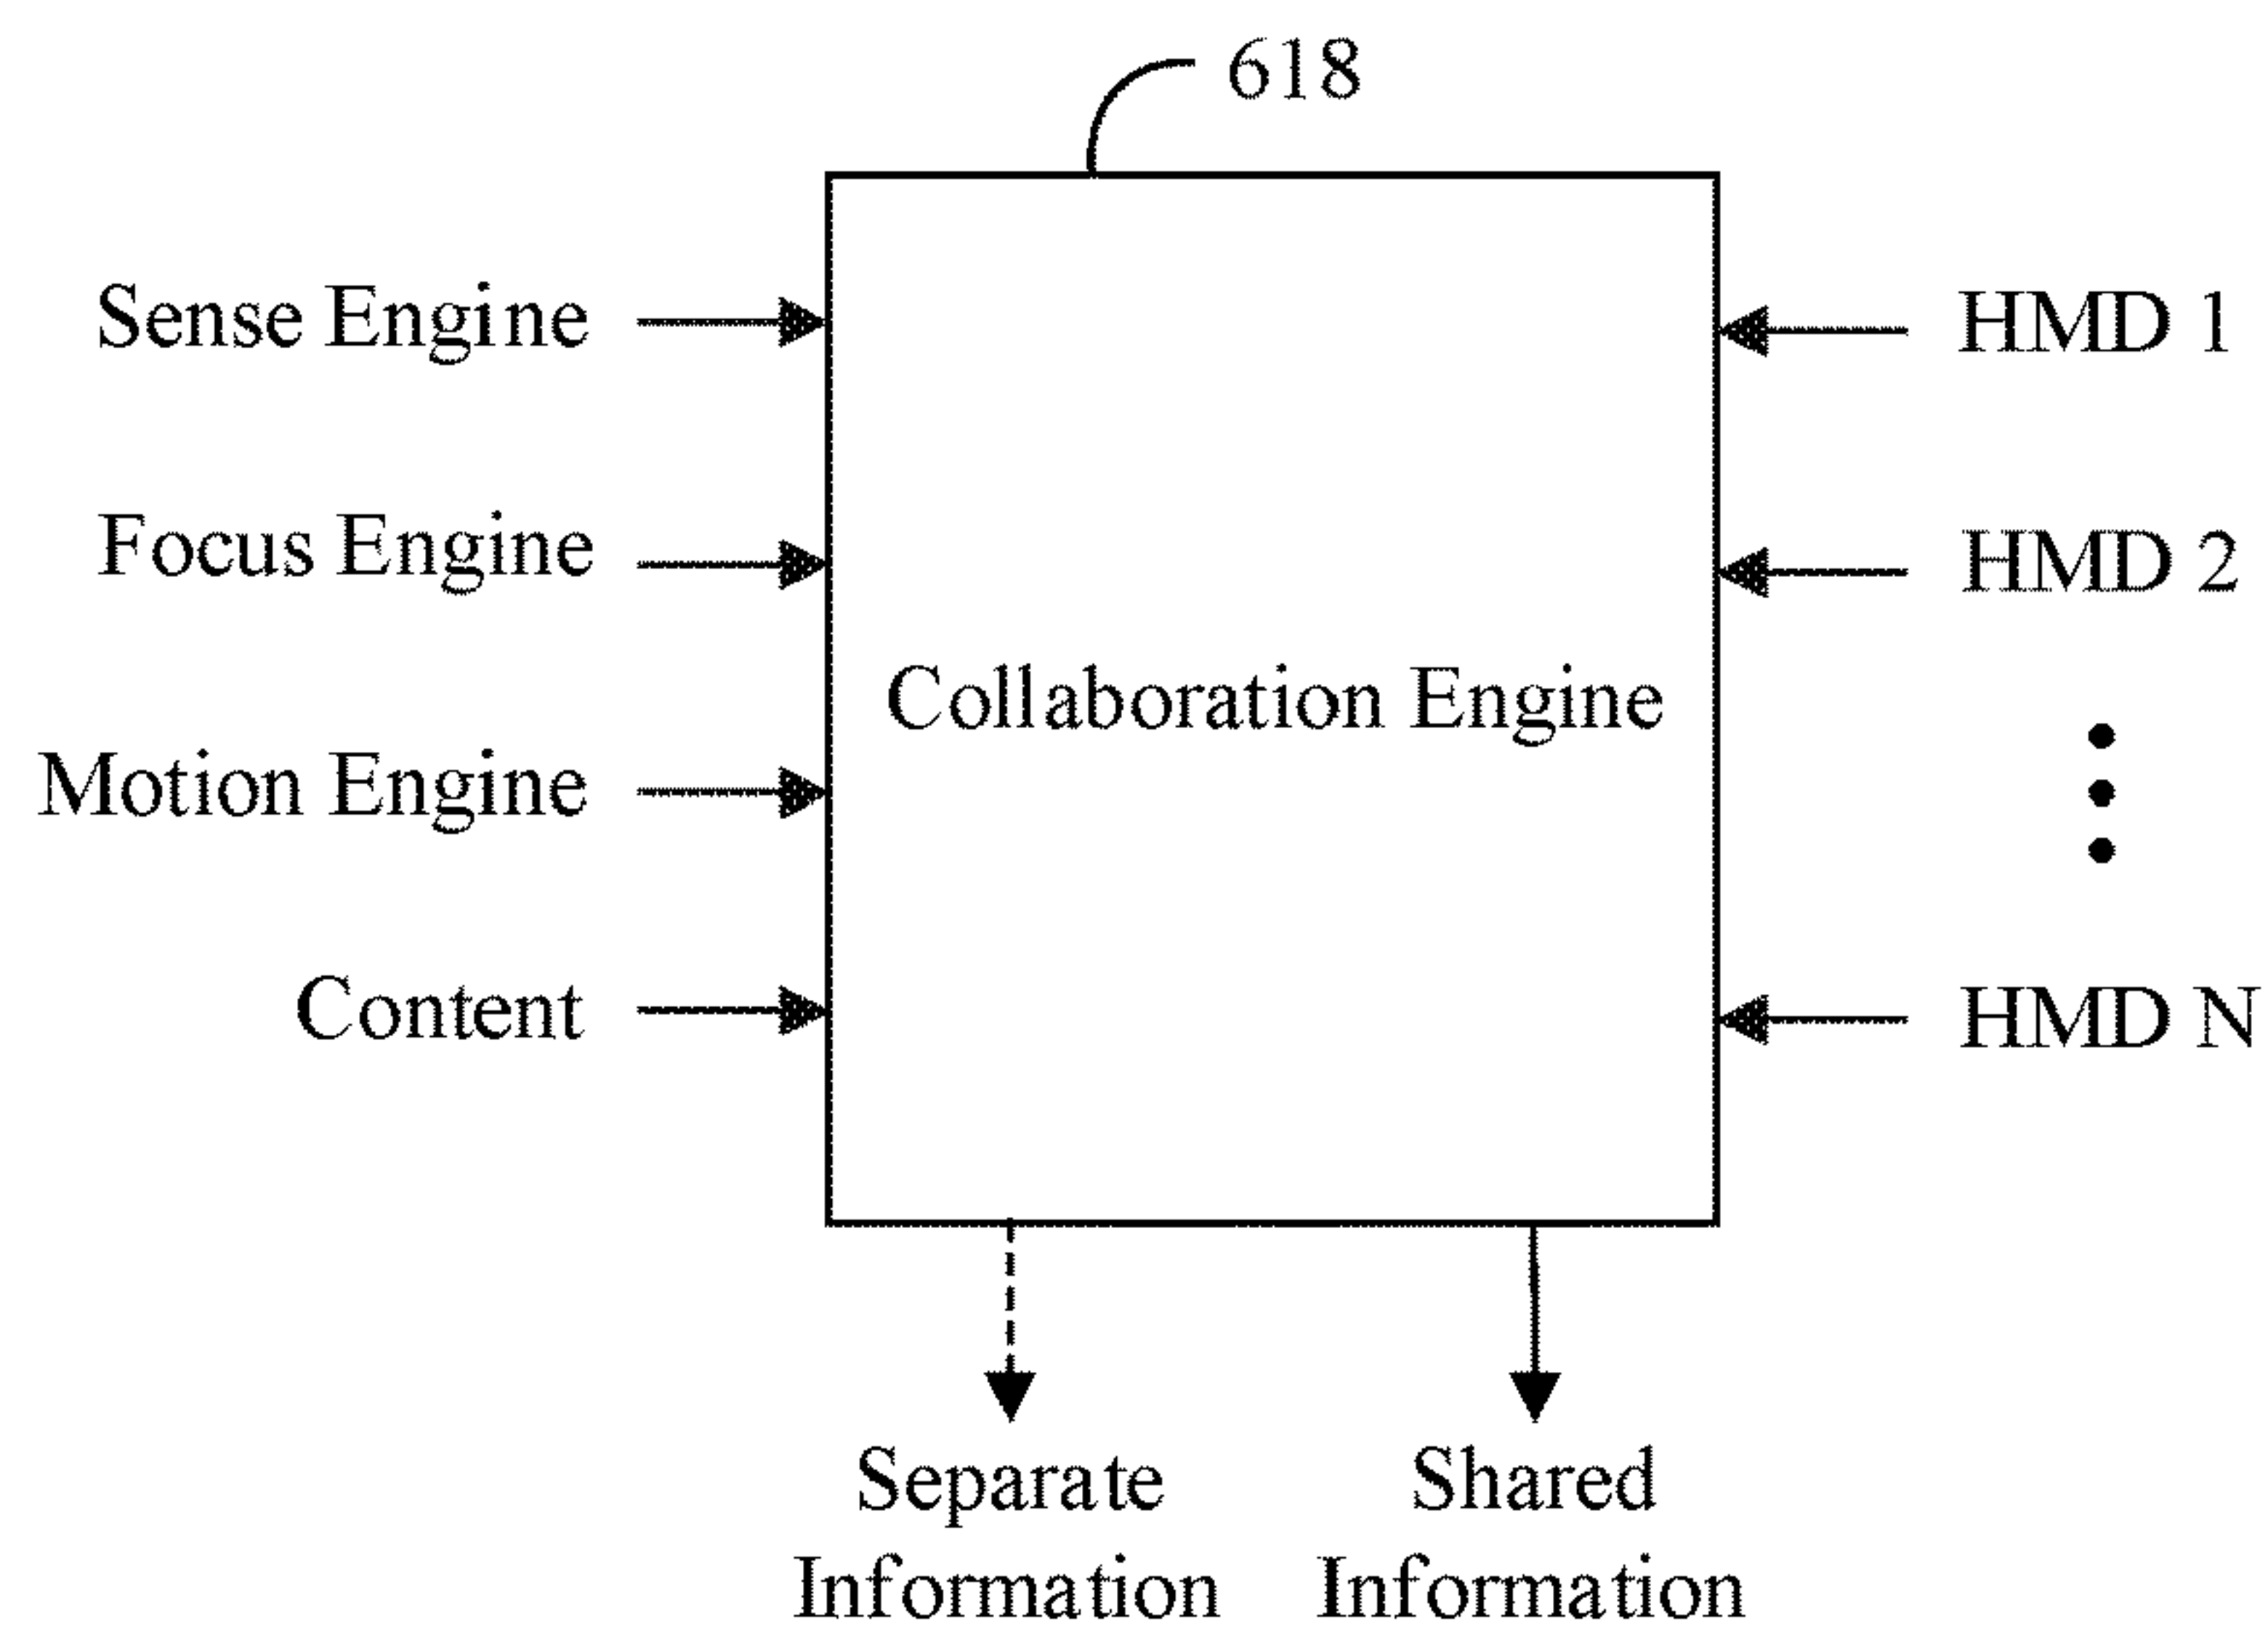 618
Sense Engine
Focus Engine
Motion Engine
Content
Collaboration Engine
HMD 1
HMD 2
HMD N
Separate
Information
Shared
Information